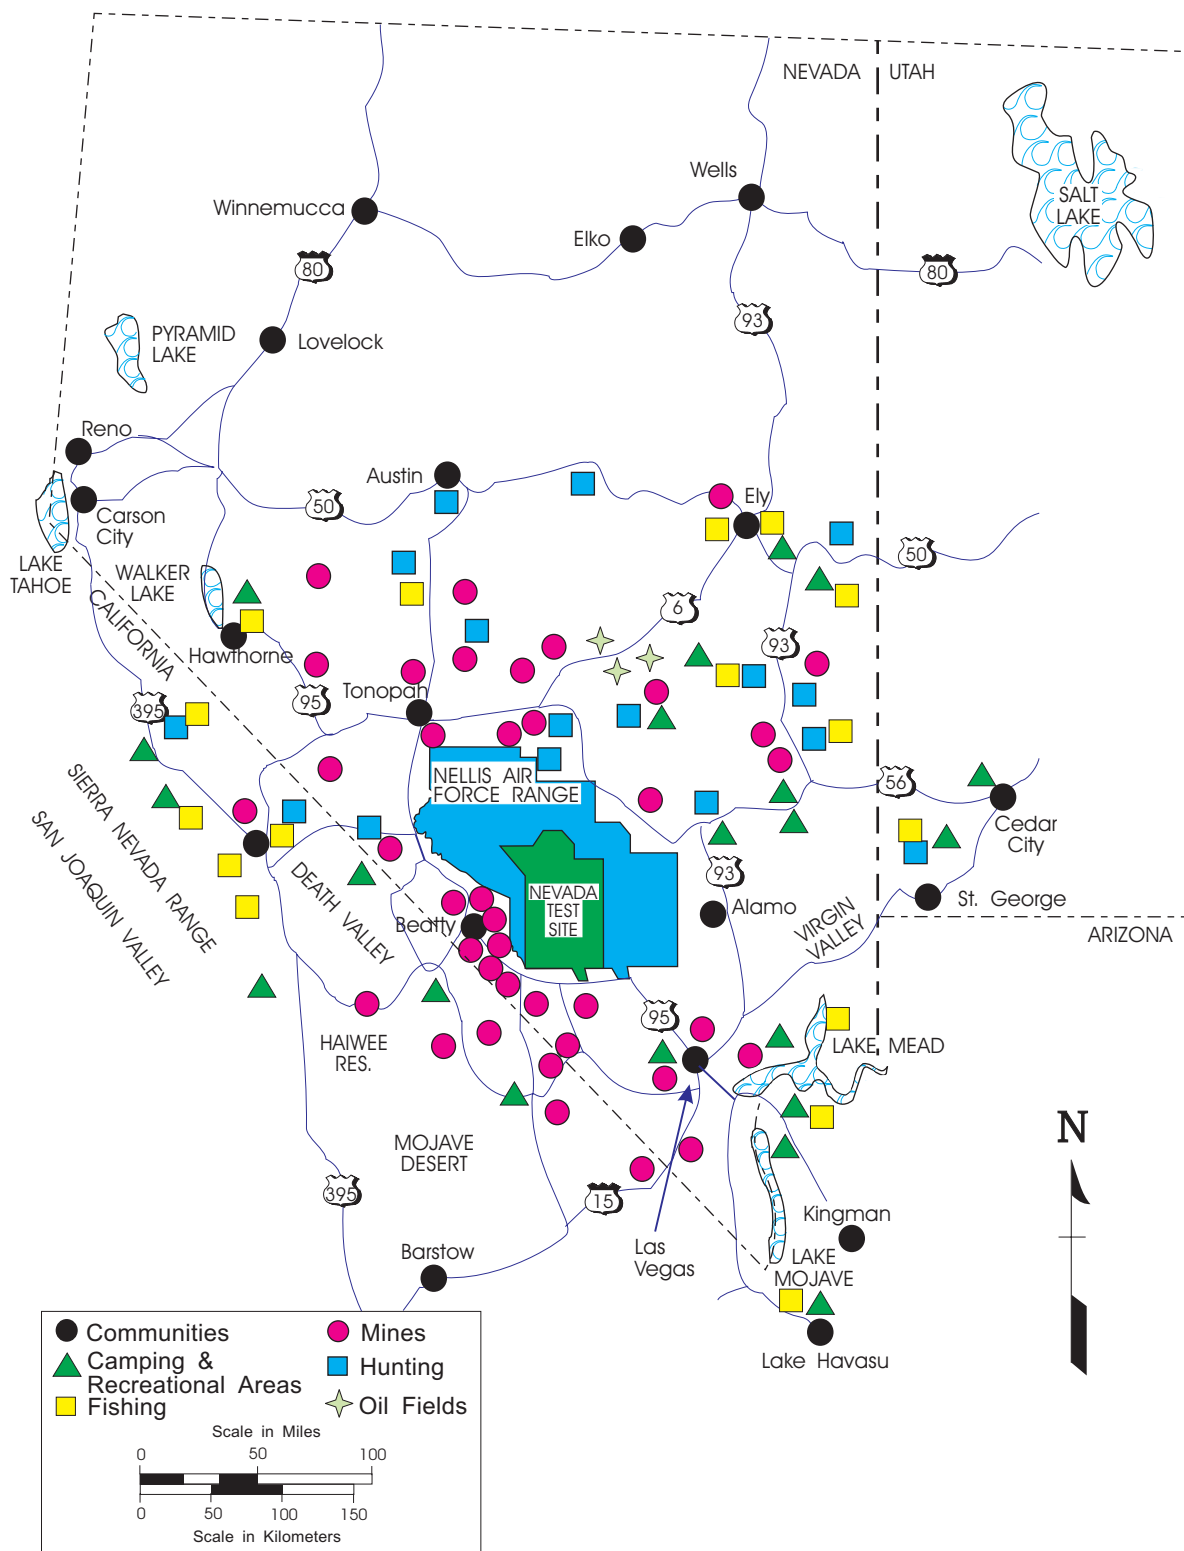 NEVADA
UTAH
Wells
SALT
LAKE
Winnemucca
Elko
80
80
93
PYRAMID
LAKE
Lovelock
Reno
Austin
Ely
50
Carson
City
50
LAKE
TAHOE
WALKER
LAKE
CALIFORNIA
6
93
Hawthorne
Tonopah
95
395
NELLIS AIR
FORCE RANGE
56
SIERRA NEVADA RANGE
SAN JOAQUIN VALLEY
Cedar
City
DEATH VALLEY
93
NEVADA
TEST
SITE
Beatty
Alamo
St. George
VIRGIN
VALLEY
ARIZONA
95
HAIWEE
RES.
LAKE MEAD
MOJAVE
DESERT
N
395
15
Kingman
Las
Vegas
Barstow
LAKE
MOJAVE
Lake Havasu
Communities
Mines
Camping &
Recreational Areas
Hunting
Fishing
Oil Fields
Scale in Miles
0 50 100
0 50 100 150
Scale in Kilometers